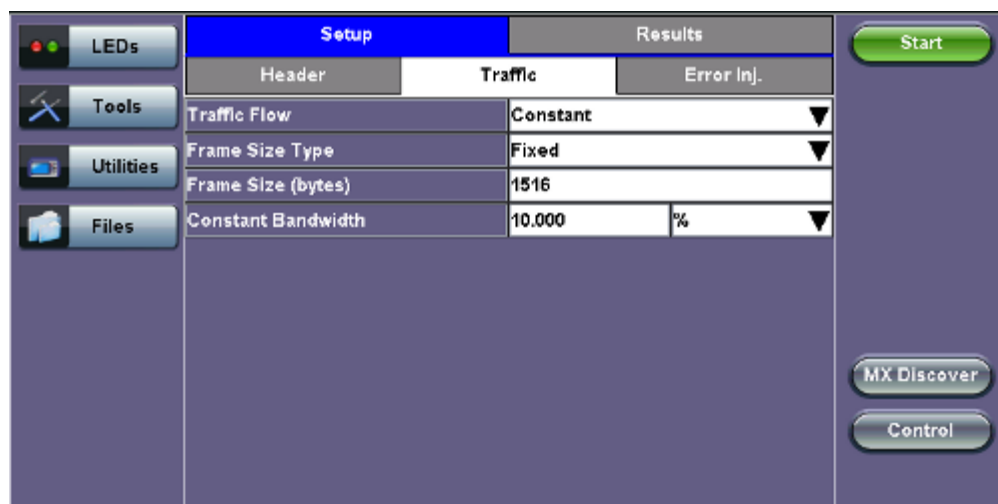 LEDs
Tools
Utilities
Files
Setup Results
Header Traffic Error Inj.
Traffic Flow Constant
Frame Size Type Fixed
Frame Size (bytes) 1516
Constant Bandwidth 10.000 %
Start
MX Discover
Control